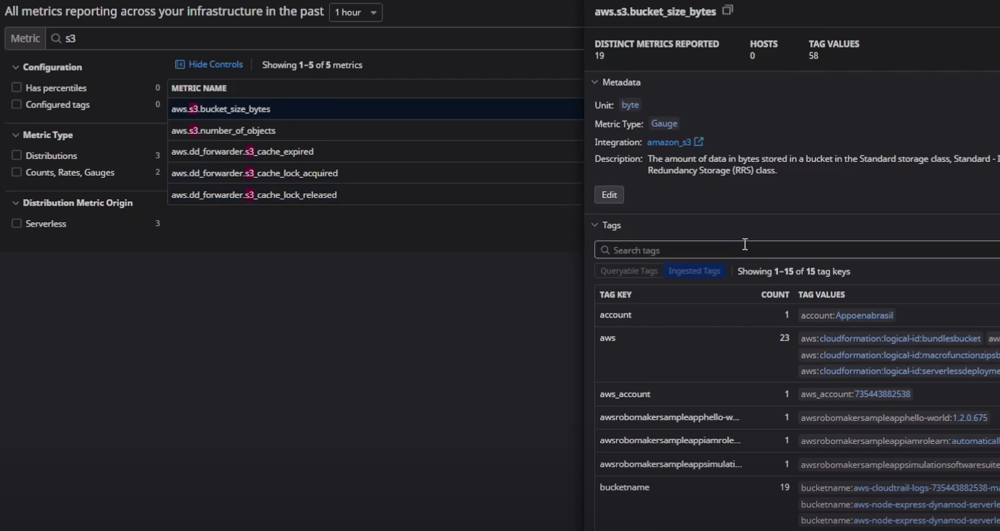 All metrics reporting across your infrastructure in the past 1 hour
Metric s3
Configuration
Has percentiles 0
Configured tags 0
Metric Type
Distributions 3
Counts, Rates, Gauges 2
Distribution Metric Origin
Serverless 3
Hide Controls Showing 1–5 of 5 metrics
METRIC NAME
aws.s3.bucket_size_bytes
aws.s3.number_of_objects
aws.dd_forwarder.s3_cache_expired
aws.dd_forwarder.s3_cache_lock_acquired
aws.dd_forwarder.s3_cache_lock_released
aws.s3.bucket_size_bytes
DISTINCT METRICS REPORTED HOSTS TAG VALUES
19 0 58
Metadata
Unit: byte
Metric Type: Gauge
Integration: amazon_s3
Description: The amount of data in bytes stored in a bucket in the Standard storage class, Standard -
Redundancy Storage (RRS) class.
Edit
Tags
Search tags
Queryable Tags Ingested Tags Showing 1–15 of 15 tag keys
TAG KEY COUNT TAG VALUES
account 1 account:Appoenabrasil
aws 23 aws:cloudformation:logical-id:bundlesbucket aw
aws:cloudformation:logical-id:macrofunctionzipsb
aws:cloudformation:logical-id:serverlessdeployme
aws_account 1 aws_account:735443882538
awsrobomakersampleapphello-w... 1 awsrobomakersampleapphello-world:1.2.0.675
awsrobomakersampleappiamrole... 1 awsrobomakersampleappiamrolearn:automaticall
awsrobomakersampleappsimulati... 1 awsrobomakersampleappsimulationsoftwaresuite
bucketname 19 bucketname:aws-cloudtrail-logs-735443882538-ma
bucketname:aws-node-express-dynamod-serverle
bucketname:aws-node-express-dynamod-serverle